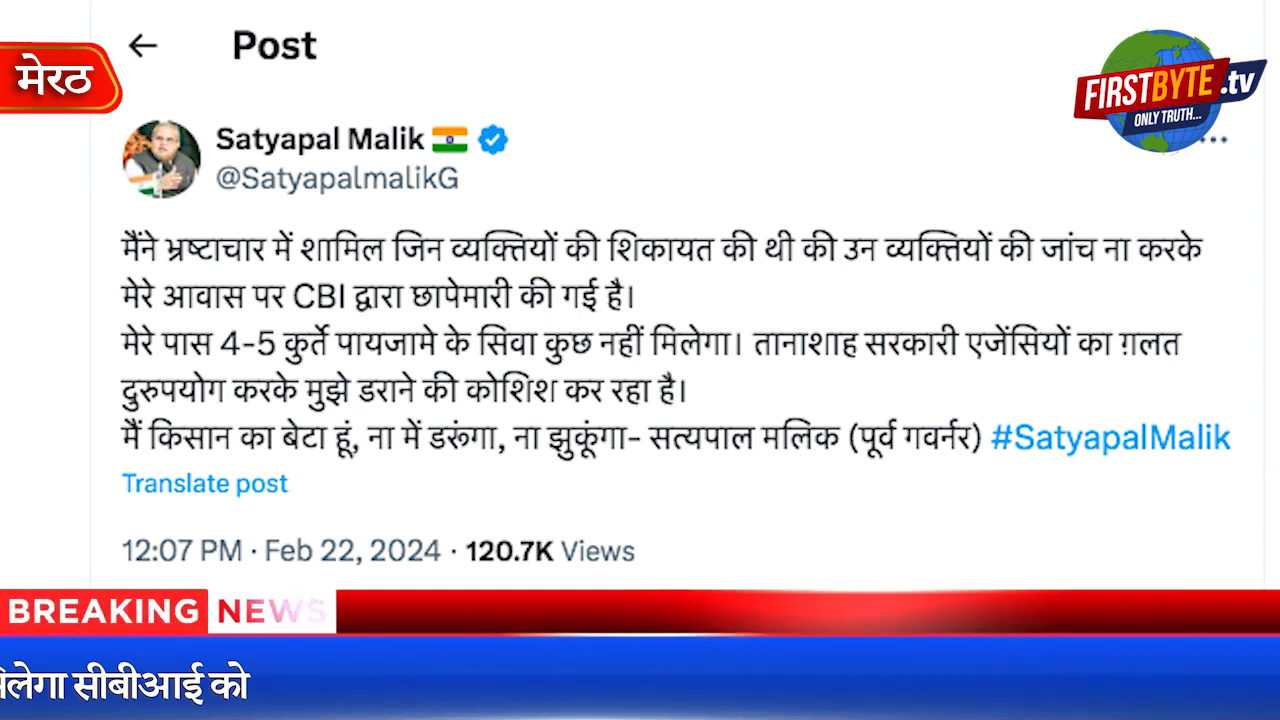 Post
मेरठ
FIRSTBYTE.tv
ONLY TRUTH...
Satyapal Malik
@SatyapalmalikG
मैंने भ्रष्टाचार में शामिल जिन व्यक्तियों की शिकायत की थी की उन व्यक्तियों की जांच ना करके
मेरे आवास पर CBI द्वारा छापेमारी की गई है।
मेरे पास 4-5 कुर्ते पायजामे के सिवा कुछ नहीं मिलेगा। तानाशाह सरकारी एजेंसियों का ग़लत
दुरुपयोग करके मुझे डराने की कोशिश कर रहा है।
मैं किसान का बेटा हूं, ना में डरूंगा, ना झुकूंगा- सत्यपाल मलिक (पूर्व गवर्नर) #SatyapalMalik
Translate post
12:07 PM · Feb 22, 2024 · 120.7K Views
BREAKING NEWS
सीबीआई को